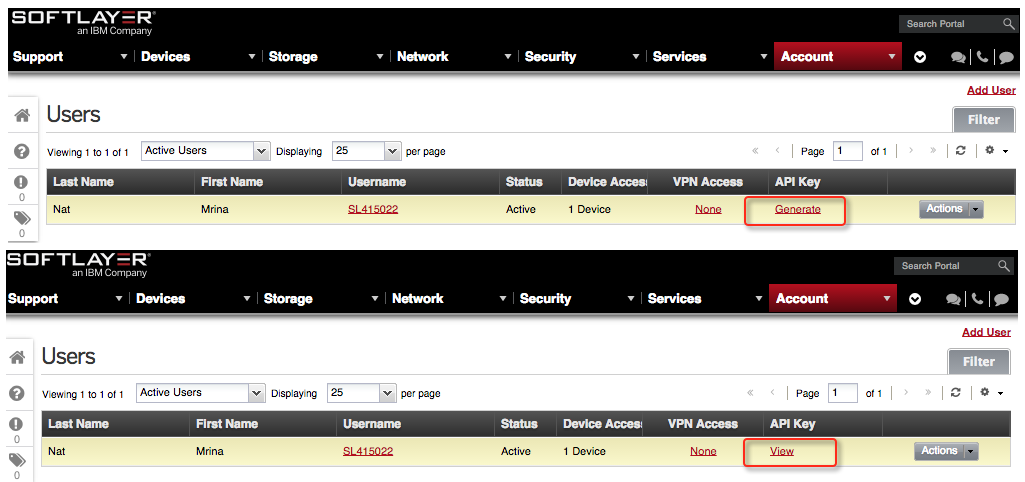 SOFTLAYER®
an IBM Company
Search Portal
Support Devices Storage Network Security Services Account
Add User
Users
Filter
Viewing 1 to 1 of 1 Active Users Displaying 25 per page Page 1 of 1
Last Name First Name Username Status Device Access VPN Access API Key
Nat Mrina SL415022 Active 1 Device None Generate Actions
0
0
SOFTLAYER®
an IBM Company
Search Portal
Support Devices Storage Network Security Services Account
Add User
Users
Filter
Viewing 1 to 1 of 1 Active Users Displaying 25 per page Page 1 of 1
Last Name First Name Username Status Device Access VPN Access API Key
0
Nat Mrina SL415022 Active 1 Device None View Actions
0